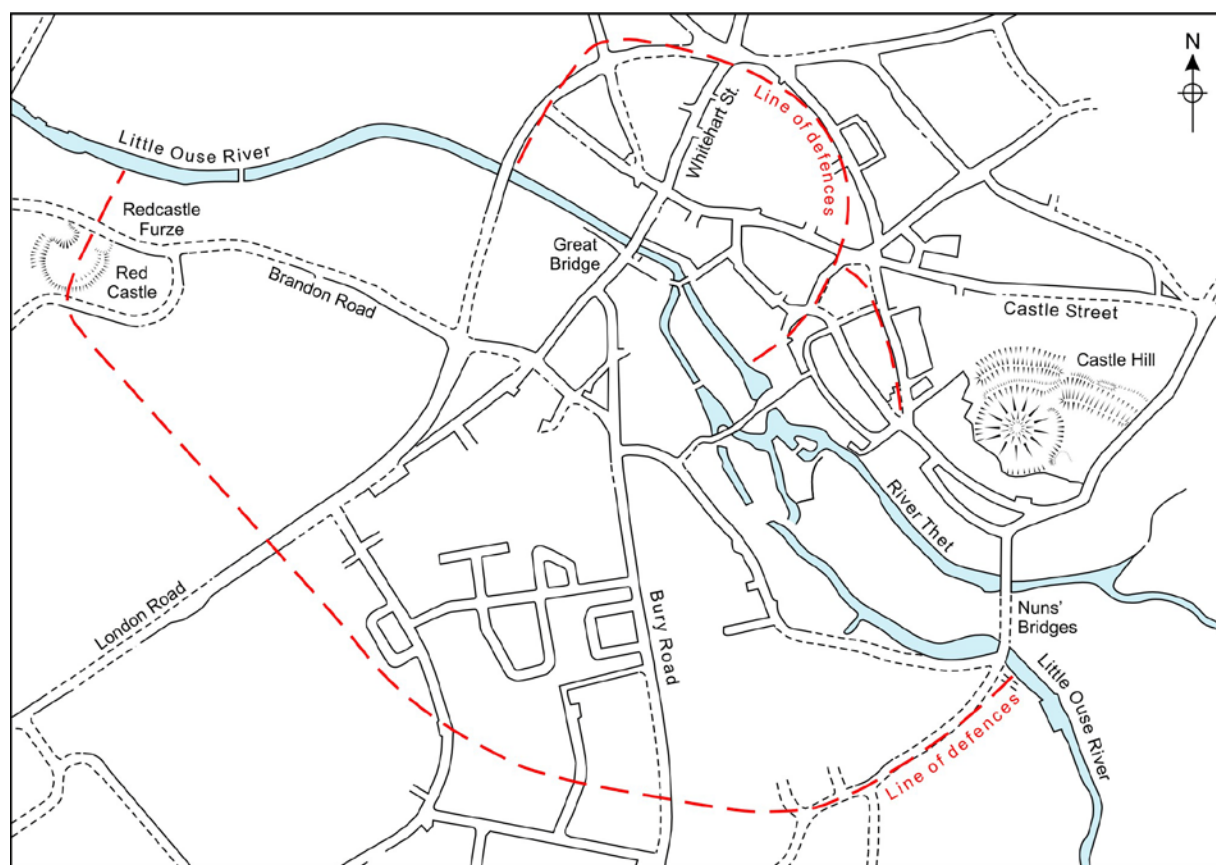 N
Little Ouse River
Whitehart St.
Line of defences
Redcastle
Furze
Red
Castle
Brandon Road
Great
Bridge
Castle Street
Castle Hill
River Thet
London Road
Bury Road
Nuns'
Bridges
Little Ouse River
Line of defences